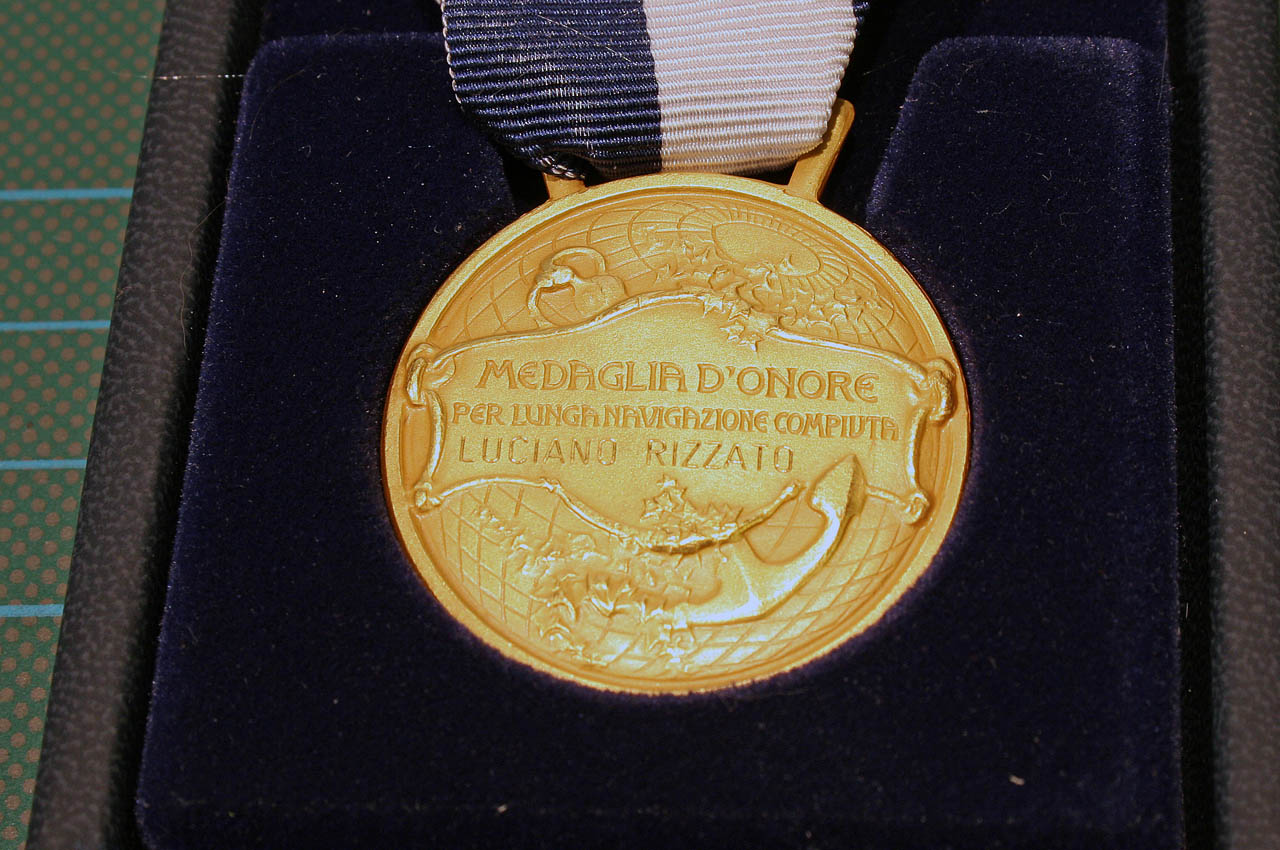 MEDAGLIA D'ONORE
PER LUNGA NAVIGAZIONE COMPIUTA
LUCIANO RIZZATO